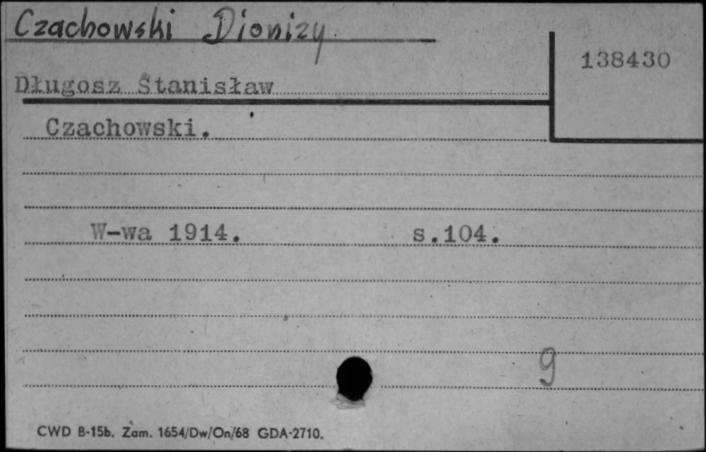 Czachowski Dionizy
138430
Długosz Stanisław
Czachowski.
W-wa 1914. s.104.
9
CWD B-15b. Zam. 1654/Dw/On/68 GDA-2710.